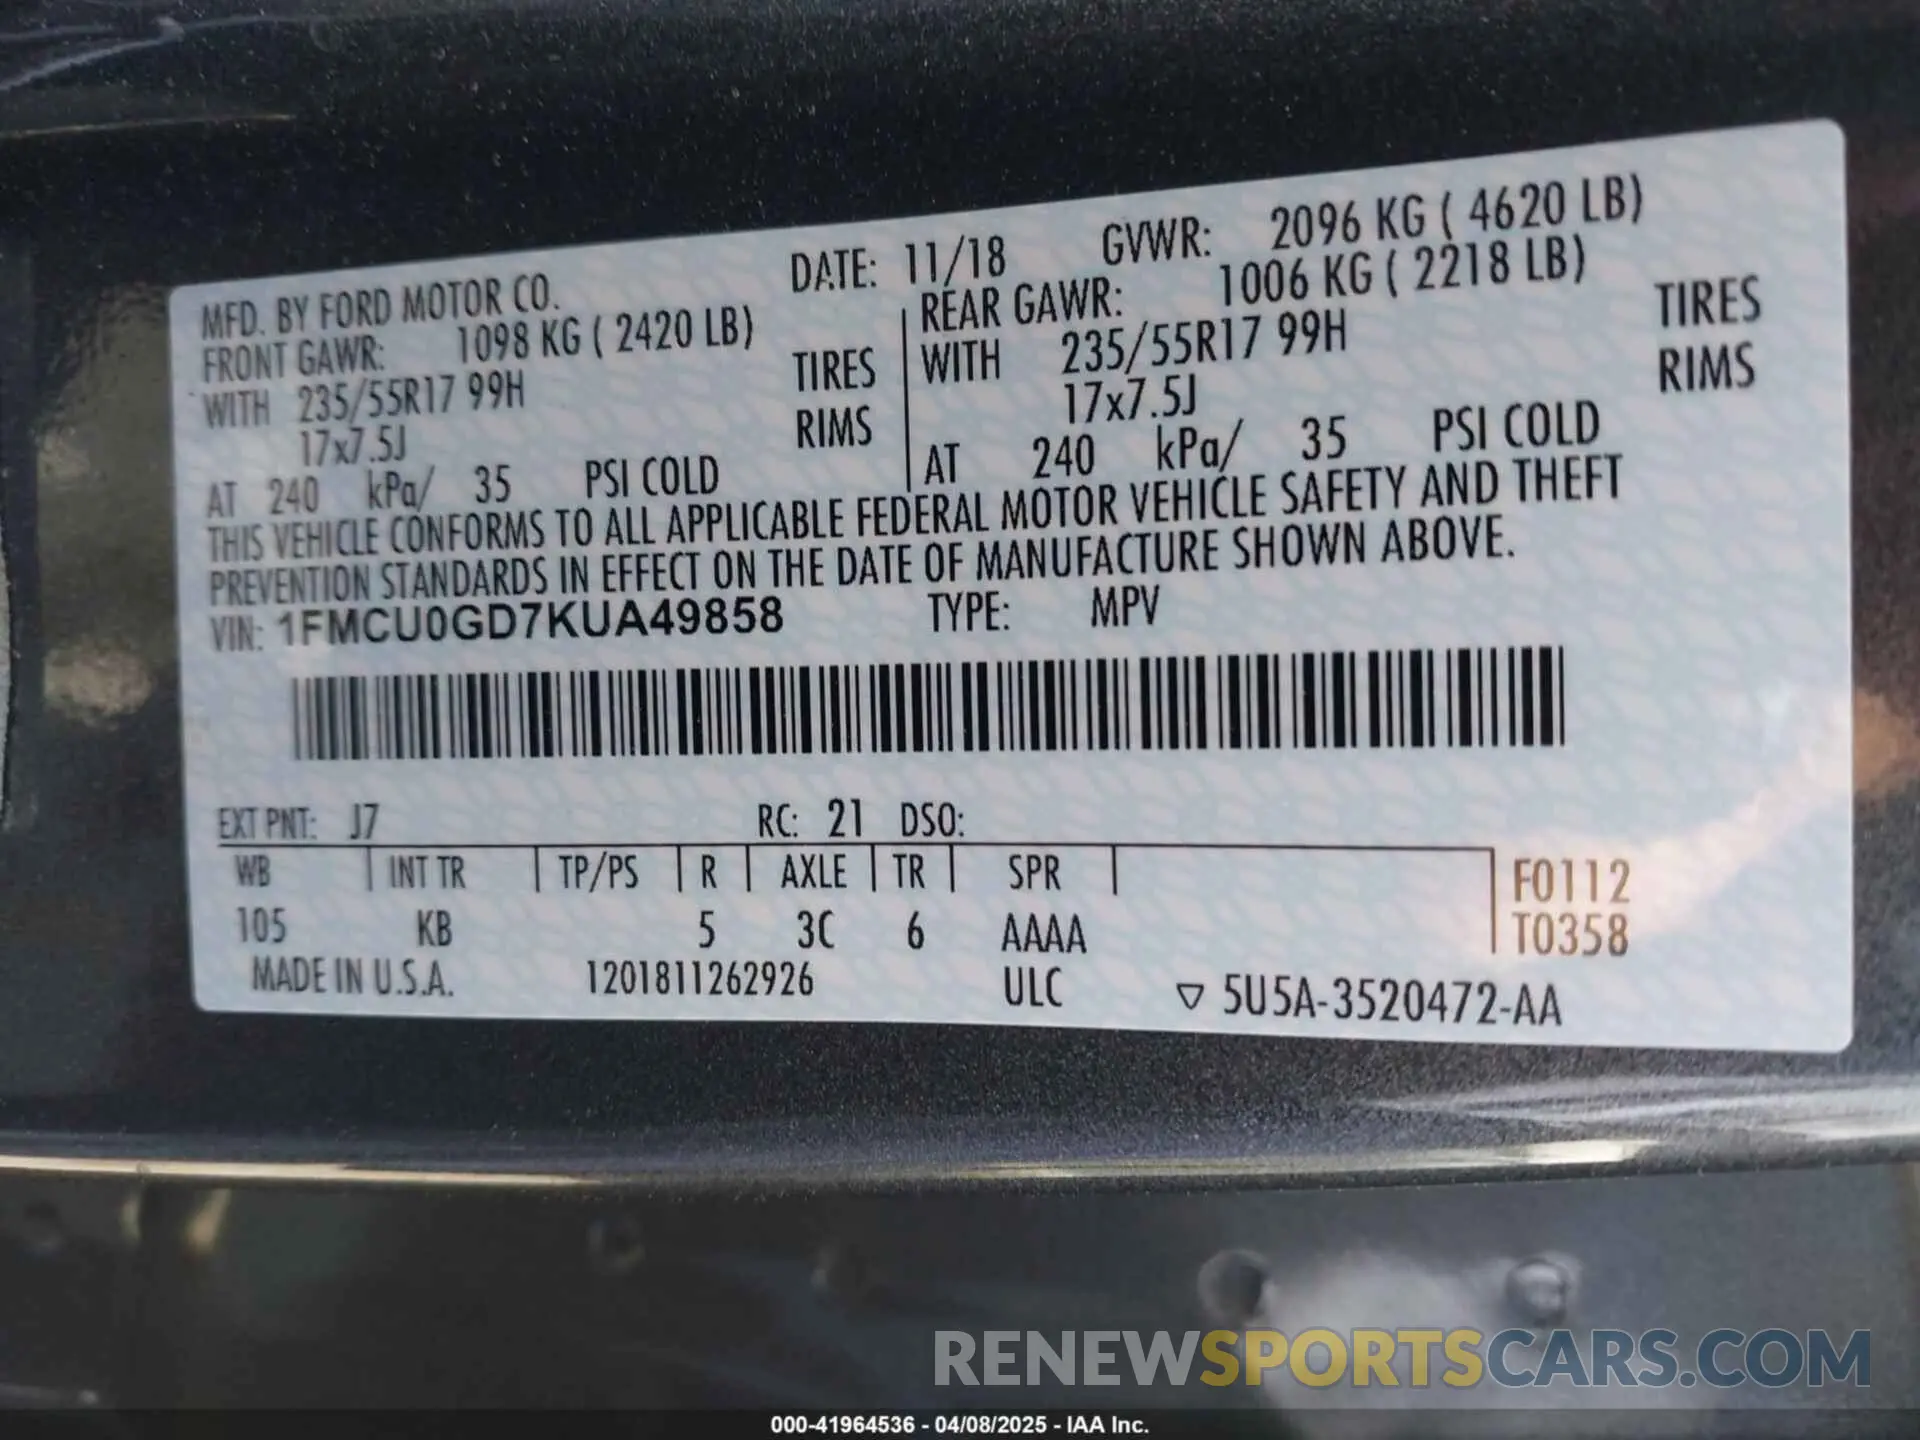 MFD. BY FORD MOTOR CO. DATE: 11/18 GVWR: 2096 KG ( 4620 LB)
FRONT GAWR: 1098 KG ( 2420 LB) REAR GAWR: 1006 KG ( 2218 LB)
WITH 235/55R17 99H TIRES WITH 235/55R17 99H TIRES
17x7.5J RIMS 17x7.5J RIMS
AT 240 kPa/ 35 PSI COLD AT 240 kPa/ 35 PSI COLD
THIS VEHICLE CONFORMS TO ALL APPLICABLE FEDERAL MOTOR VEHICLE SAFETY AND THEFT
PREVENTION STANDARDS IN EFFECT ON THE DATE OF MANUFACTURE SHOWN ABOVE.
VIN: 1FMCU0GD7KUA49858 TYPE: MPV
EXT PNT: J7 RC: 21 DSO:
WB INT TR TP/PS R AXLE TR SPR F0112
105 KB 5 3C 6 AAAA T0358
MADE IN U.S.A. 1201811262926 ULC ▽ 5U5A-3520472-AA
RENEWSPORTSCARS.COM
000-41964536 - 04/08/2025 - IAA Inc.